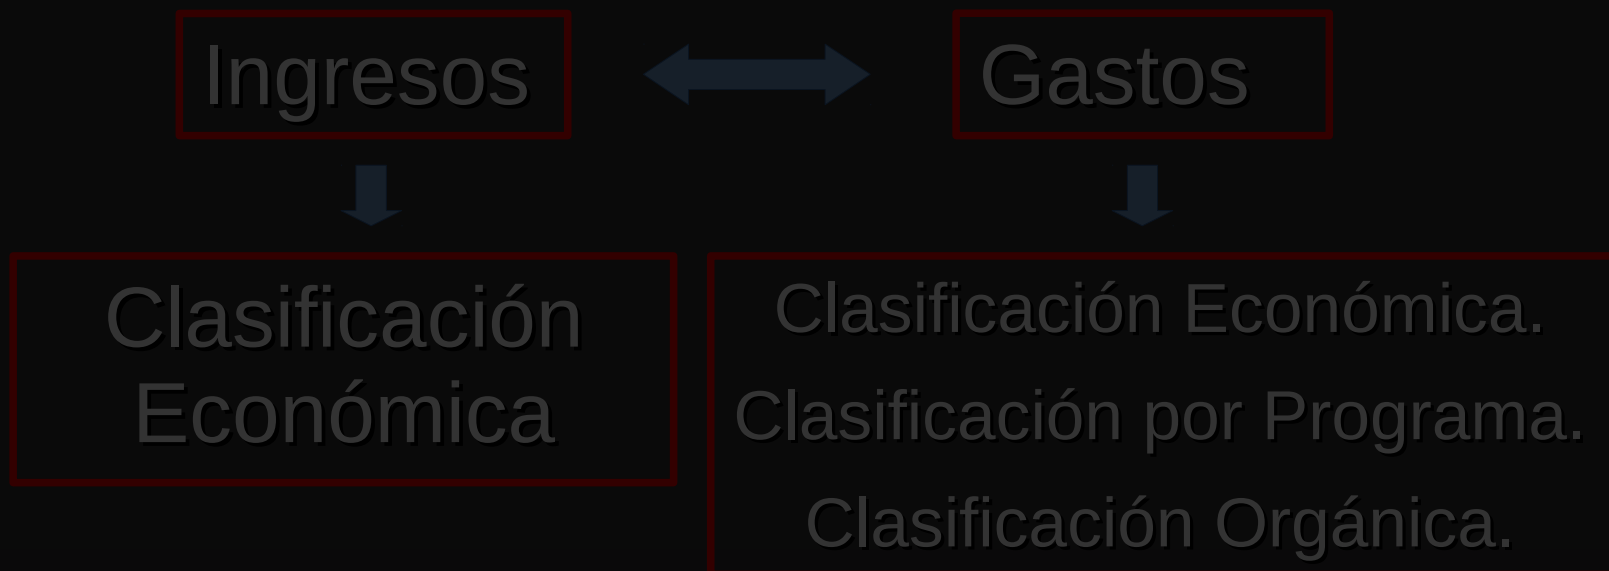 Ingresos
Gastos
Clasificación
Económica
Clasificación Económica.
Clasificación por Programa.
Clasificación Orgánica.